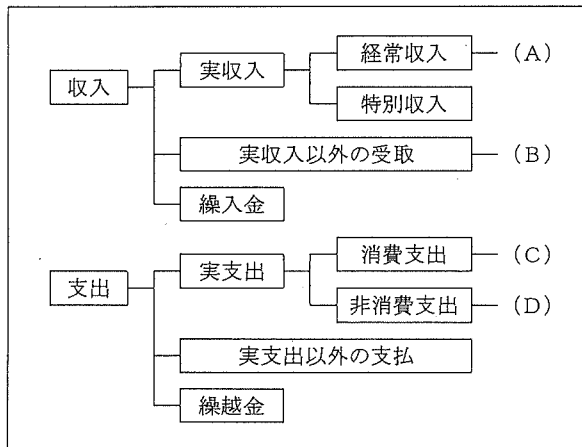 収入
実収入
経常収入
(A)
特別収入
実収入以外の受取
(B)
繰入金
支出
実支出
消費支出
(C)
非消費支出
(D)
実支出以外の支払
繰越金